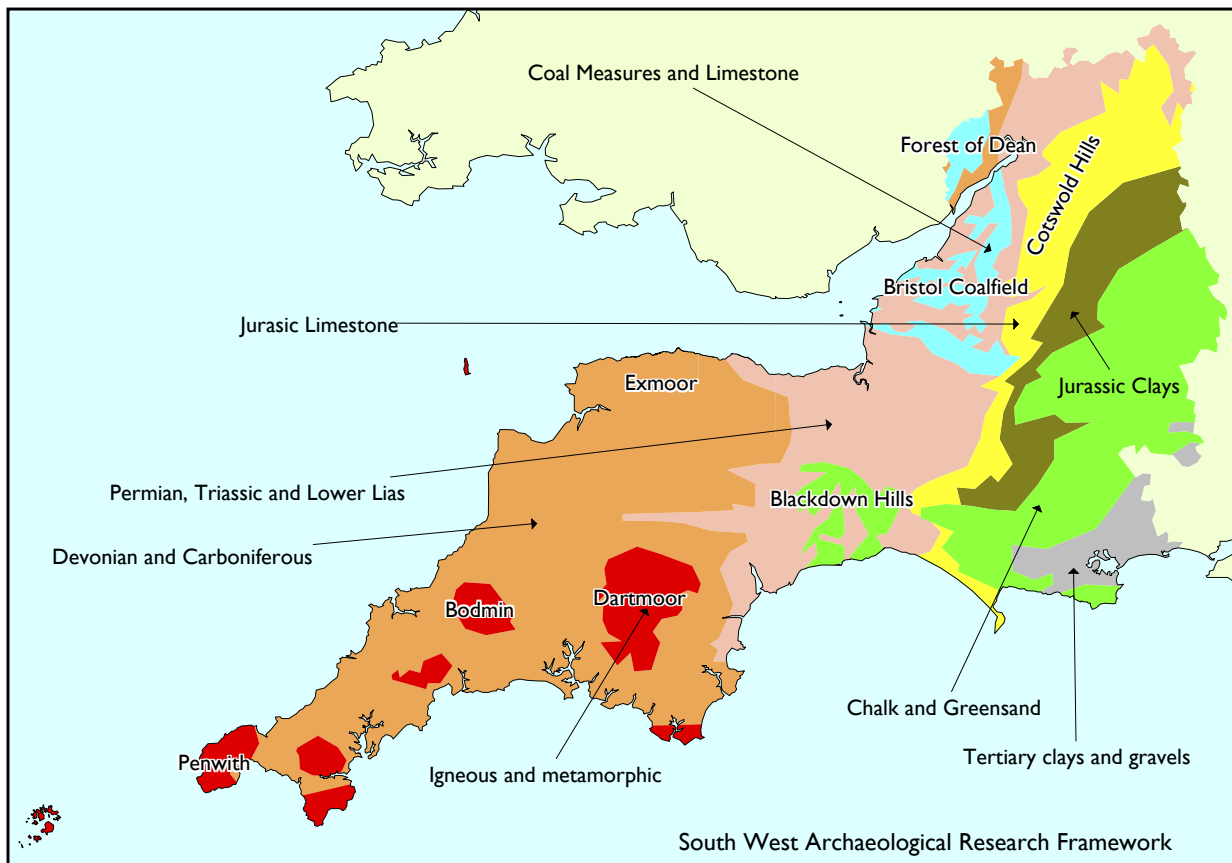 Coal Measures and Limestone
Forest of Dean
Cotswold Hills
Bristol Coalfield
Jurasic Limestone
Exmoor
Jurassic Clays
Permian, Triassic and Lower Lias
Blackdown Hills
Devonian and Carboniferous
Bodmin
Dartmoor
Chalk and Greensand
Penwith
Igneous and metamorphic
Tertiary clays and gravels
South West Archaeological Research Framework